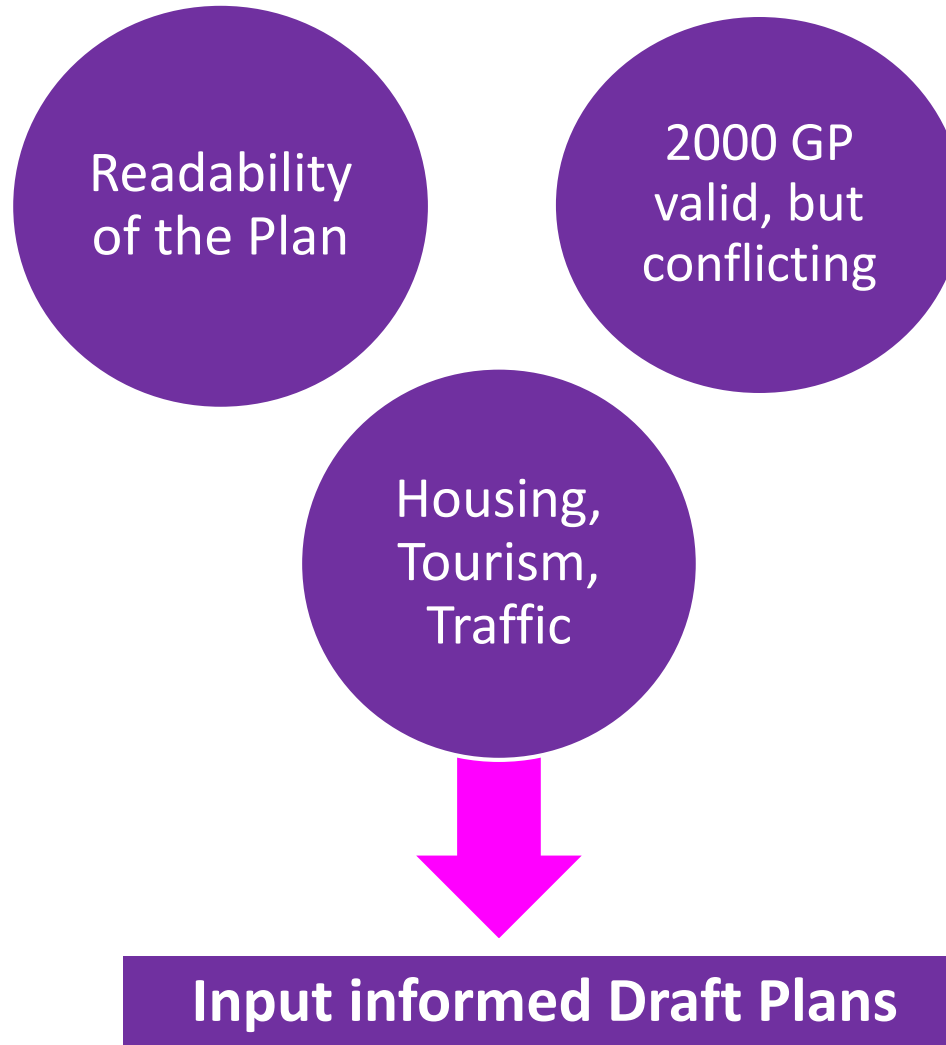 Readability
of the Plan
2000 GP
valid, but
conflicting
Housing,
Tourism,
Traffic
Input informed Draft Plans